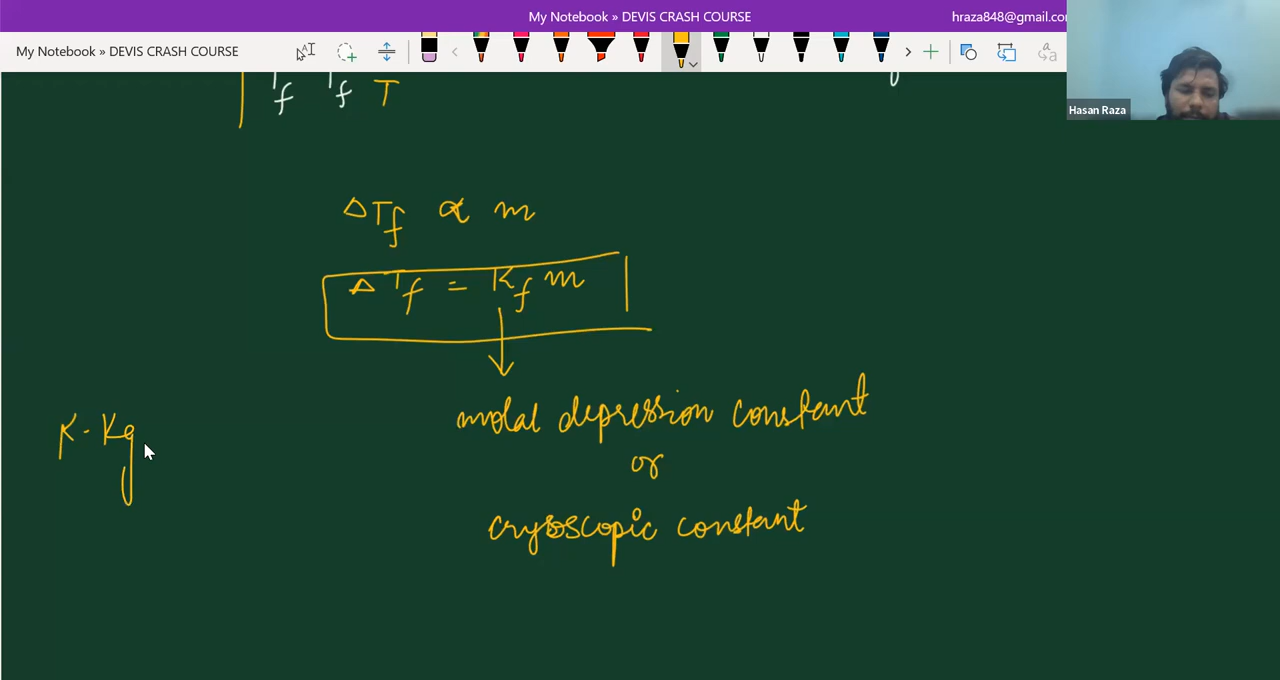 My Notebook » DEVIS CRASH COURSE
hraza848@gmail.co
My Notebook » DEVIS CRASH COURSE
Hasan Raza
f f T
ΔTf ∝ m
ΔTf = Kf m
molal depression constant
or
cryoscopic constant
K - Kg